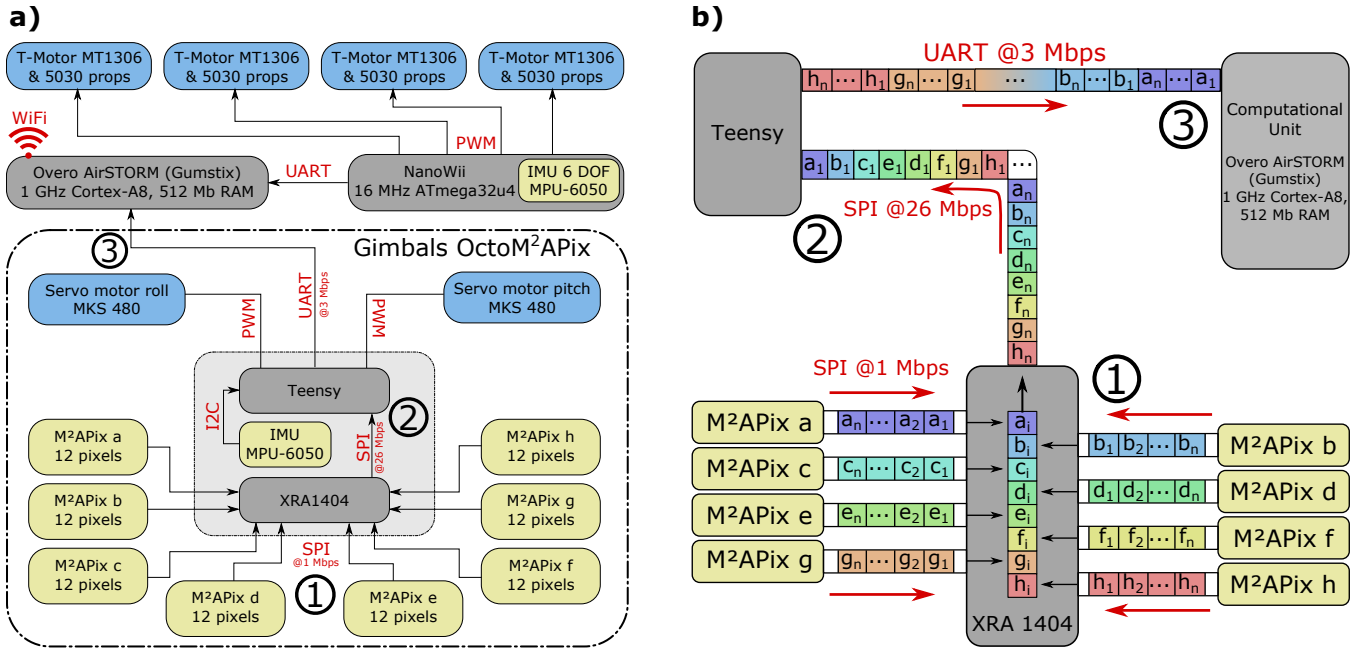 a)
T-Motor MT1306
& 5030 props
T-Motor MT1306
& 5030 props
T-Motor MT1306
& 5030 props
T-Motor MT1306
& 5030 props
WiFi
PWM
Overo AirSTORM (Gumstix)
1 GHz Cortex-A8, 512 Mb RAM
UART
NanoWii
16 MHz ATmega32u4
IMU 6 DOF
MPU-6050
3
Gimbals OctoM²APix
Servo motor roll
MKS 480
Servo motor pitch
MKS 480
PWM
UART
@3 Mbps
PWM
Teensy
I2C
IMU
MPU-6050
SPI
@26 Mbps
2
XRA1404
M²APix a
12 pixels
M²APix b
12 pixels
M²APix c
12 pixels
M²APix d
12 pixels
SPI
@1 Mbps
1
M²APix e
12 pixels
M²APix f
12 pixels
M²APix g
12 pixels
M²APix h
12 pixels
b)
Teensy
UART @3 Mbps
hₙ ··· h₁ gₙ ··· g₁ ··· bₙ ··· b₁ aₙ ··· a₁
3
Computational
Unit
Overo AirSTORM
(Gumstix)
1 GHz Cortex-A8,
512 Mb RAM
a₁ b₁ c₁ e₁ d₁ f₁ g₁ h₁ ...
SPI @26 Mbps
2
aₙ
bₙ
cₙ
dₙ
eₙ
fₙ
gₙ
hₙ
SPI @1 Mbps
1
M²APix a
aₙ ··· a₂ a₁
aᵢ
bᵢ
b₁ b₂ ··· bₙ
M²APix b
M²APix c
cₙ ··· c₂ c₁
cᵢ
dᵢ
d₁ d₂ ··· dₙ
M²APix d
M²APix e
eₙ ··· e₂ e₁
eᵢ
fᵢ
f₁ f₂ ··· fₙ
M²APix f
M²APix g
gₙ ··· g₂ g₁
gᵢ
hᵢ
h₁ h₂ ··· hₙ
M²APix h
XRA 1404